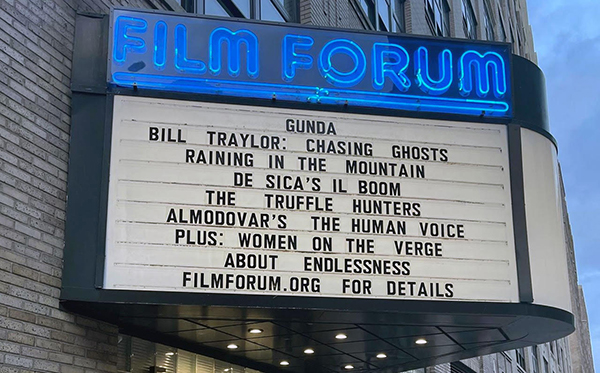 FILM FORUM
GUNDA
BILL TRAYLOR: CHASING GHOSTS
RAINING IN THE MOUNTAIN
DE SICA'S IL BOOM
THE TRUFFLE HUNTERS
ALMODOVAR'S THE HUMAN VOICE
PLUS: WOMEN ON THE VERGE
ABOUT ENDLESSNESS
FILMFORUM.ORG FOR DETAILS